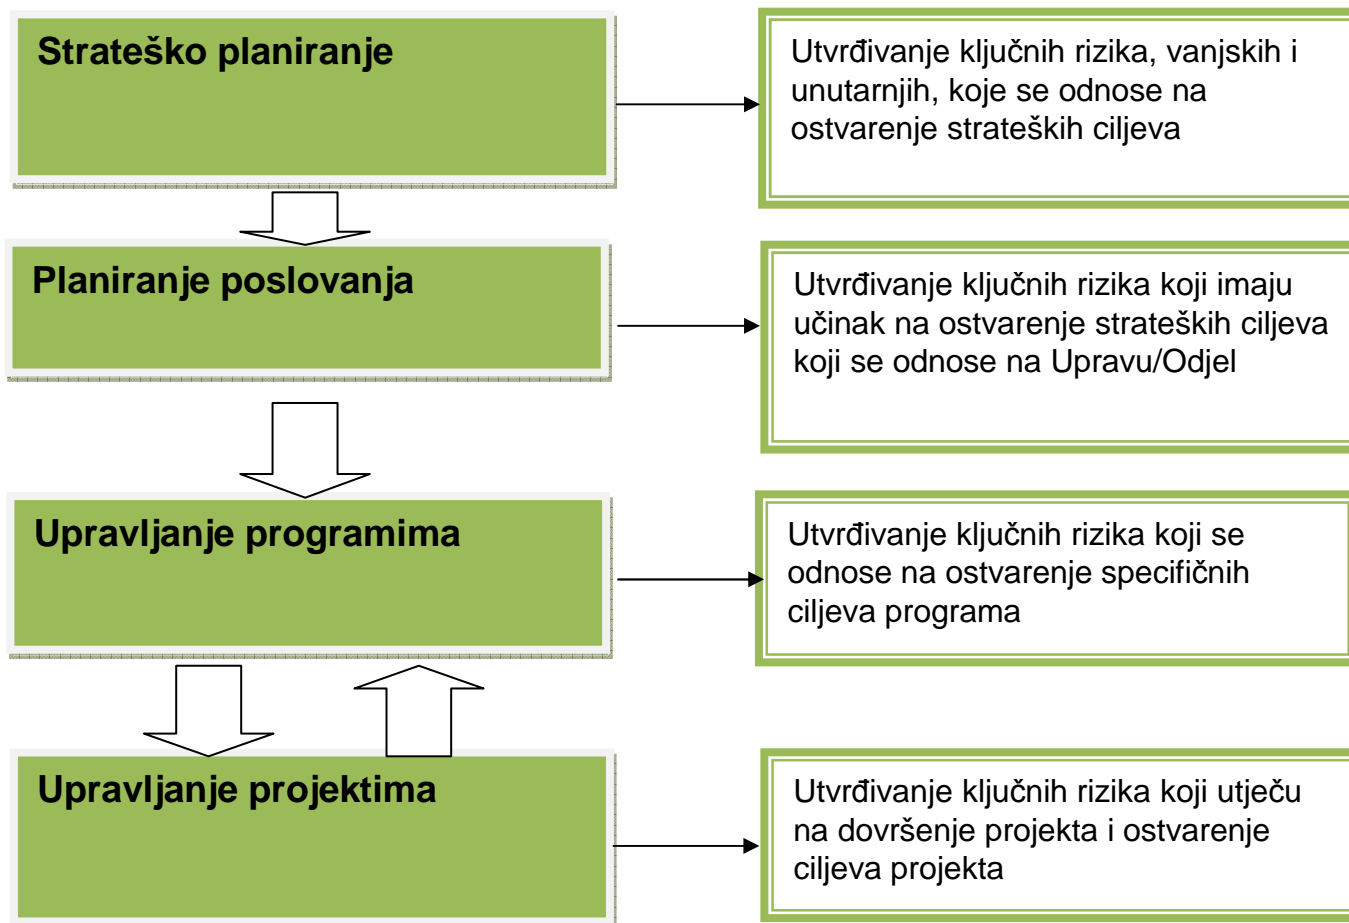 Strateško planiranje
Utvrđivanje ključnih rizika, vanjskih i
unutarnjih, koje se odnose na
ostvarenje strateških ciljeva
Planiranje poslovanja
Utvrđivanje ključnih rizika koji imaju
učinak na ostvarenje strateških ciljeva
koji se odnose na Upravu/Odjel
Upravljanje programima
Utvrđivanje ključnih rizika koji se
odnose na ostvarenje specifičnih
ciljeva programa
Upravljanje projektima
Utvrđivanje ključnih rizika koji utječu
na dovršenje projekta i ostvarenje
ciljeva projekta